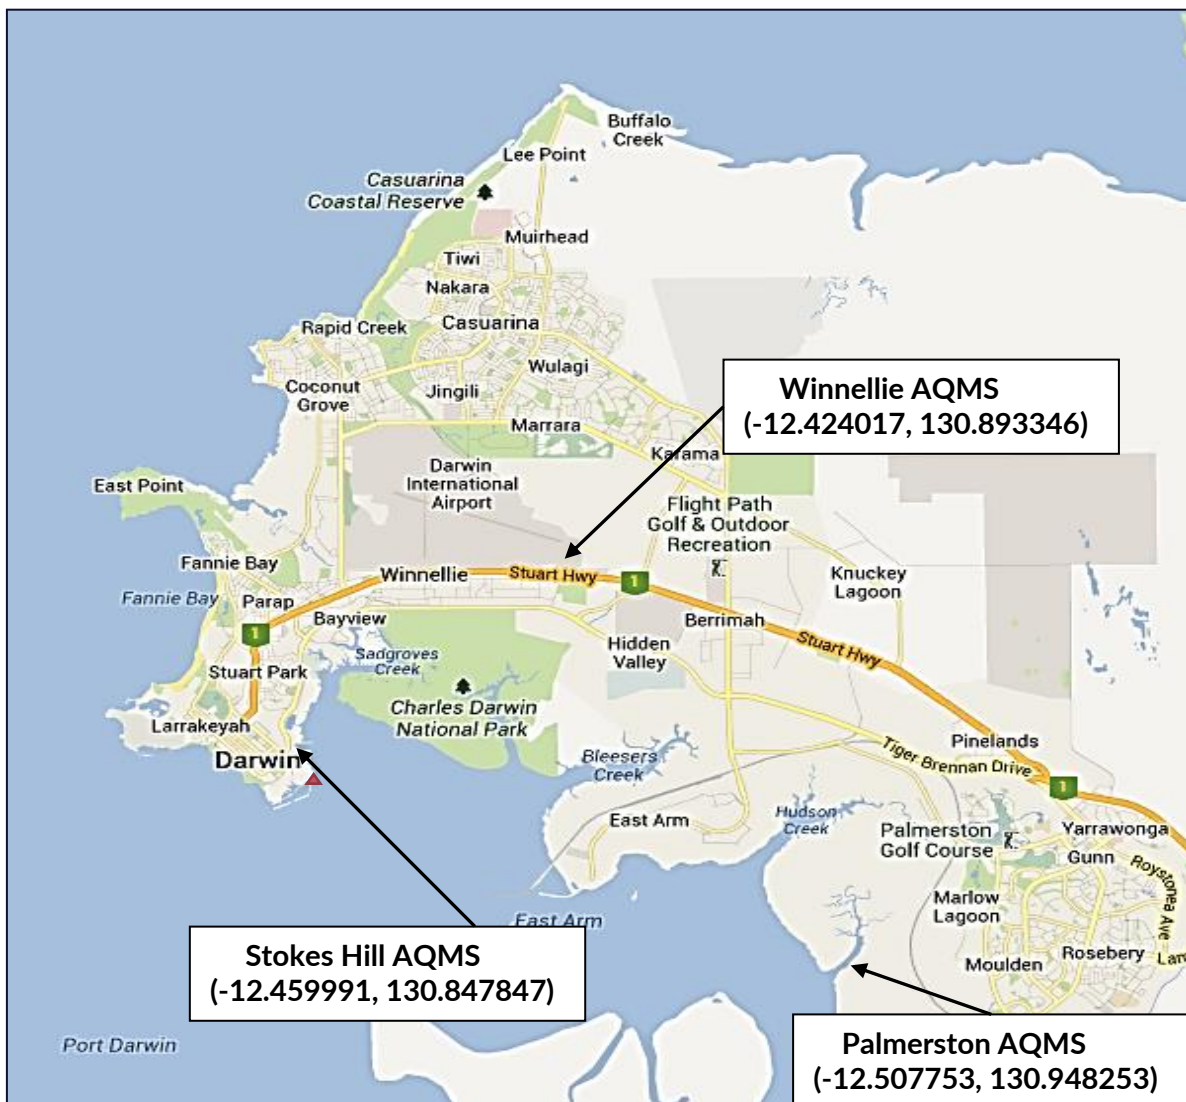 Buffalo
Creek
Lee Point
Casuarina
Coastal Reserve
Muirhead
Tiwi
Nakara
Casuarina
Rapid Creek
Wulagi
Coconut
Grove
Jingili
Winnellie AQMS
(-12.424017, 130.893346)
Marrara
Karama
Darwin
International
Airport
East Point
Flight Path
Golf & Outdoor
Recreation
Fannie Bay
Winnellie
Stuart Hwy
1
Knuckey
Lagoon
Fannie Bay
Parap
Bayview
Berrimah
1
Hidden
Valley
Stuart Hwy
Sadgroves
Creek
Stuart Park
Charles Darwin
National Park
Larrakeyah
Darwin
Pinelands
Tiger Brennan Drive
Bleesers
Creek
1
East Arm
Hudson
Creek
Palmerston
Golf Course
Yarrawonga
Gunn
Roystonea Ave
Marlow
Lagoon
East Arm
Stokes Hill AQMS
(-12.459991, 130.847847)
Rosebery
Lam
Moulden
Port Darwin
Palmerston AQMS
(-12.507753, 130.948253)